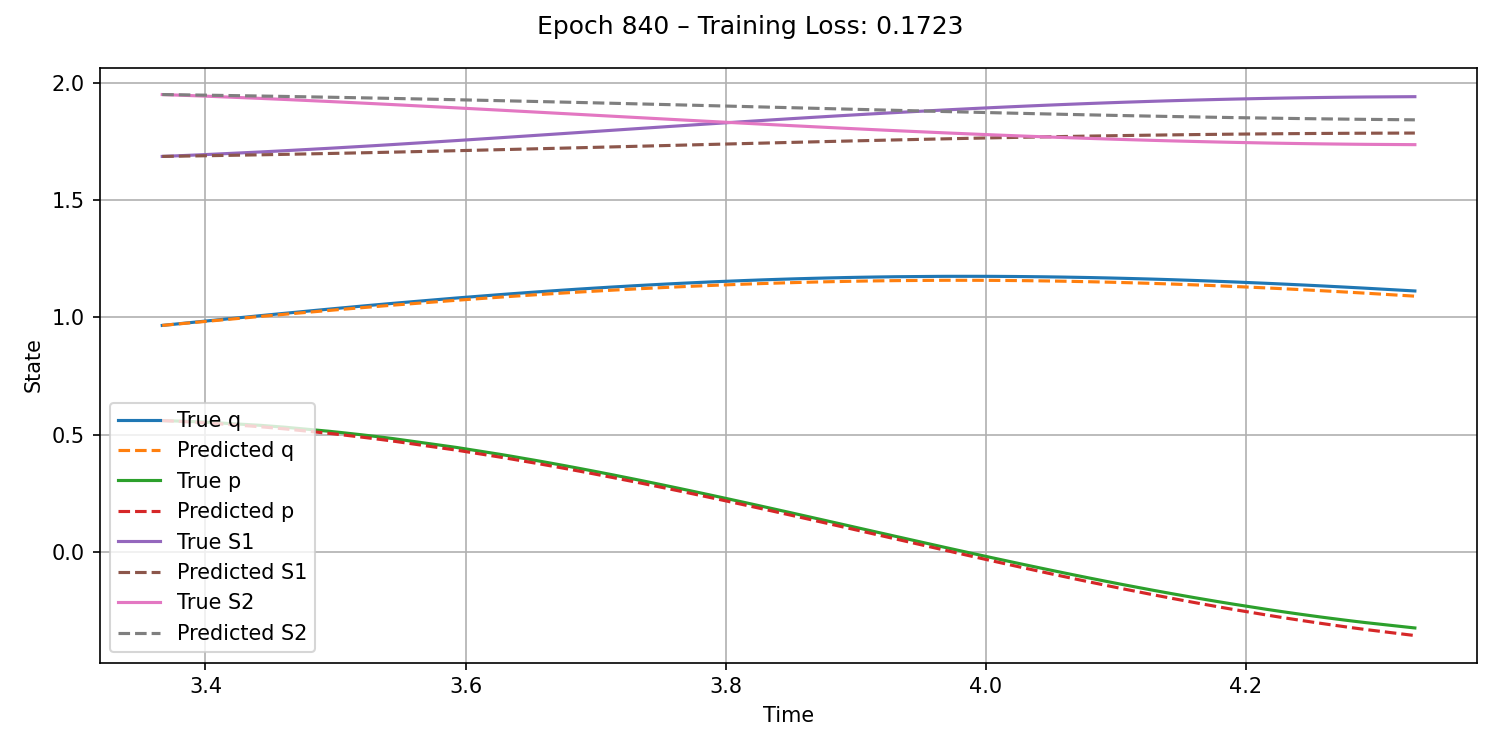 Epoch 840 – Training Loss: 0.1723
2.0
1.5
1.0
0.5
0.0
State
True q
Predicted q
True p
Predicted p
True S1
Predicted S1
True S2
Predicted S2
3.4 3.6 3.8 4.0 4.2
Time